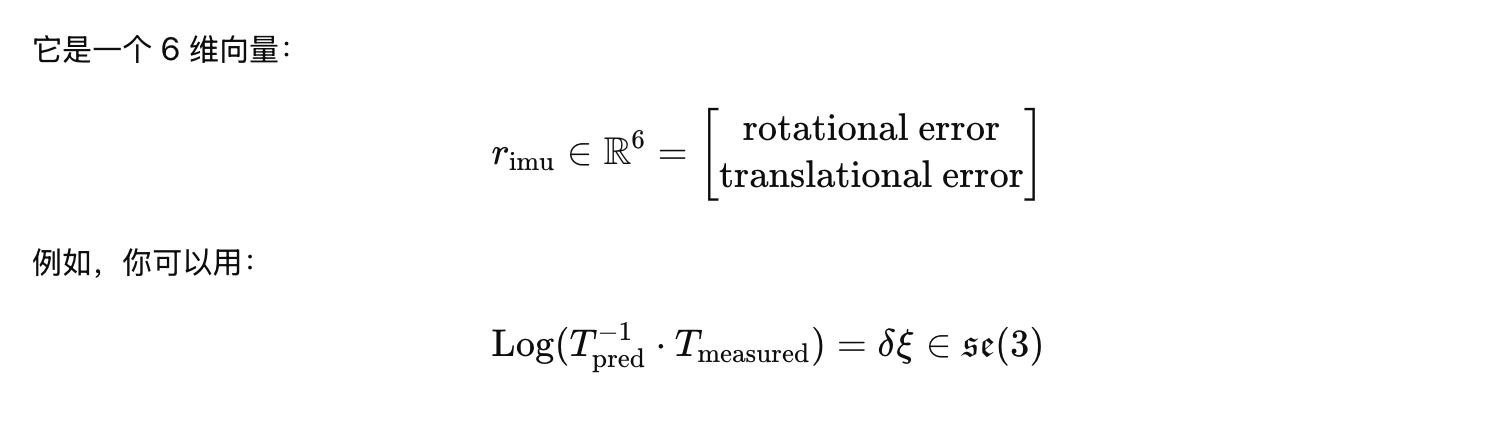 它是一个 6 维向量：
r_imu ∈ ℝ⁶ = [rotational error
translational error]
例如，你可以用：
Log(T_pred⁻¹ · T_measured) = δξ ∈ 𝔰𝔢(3)